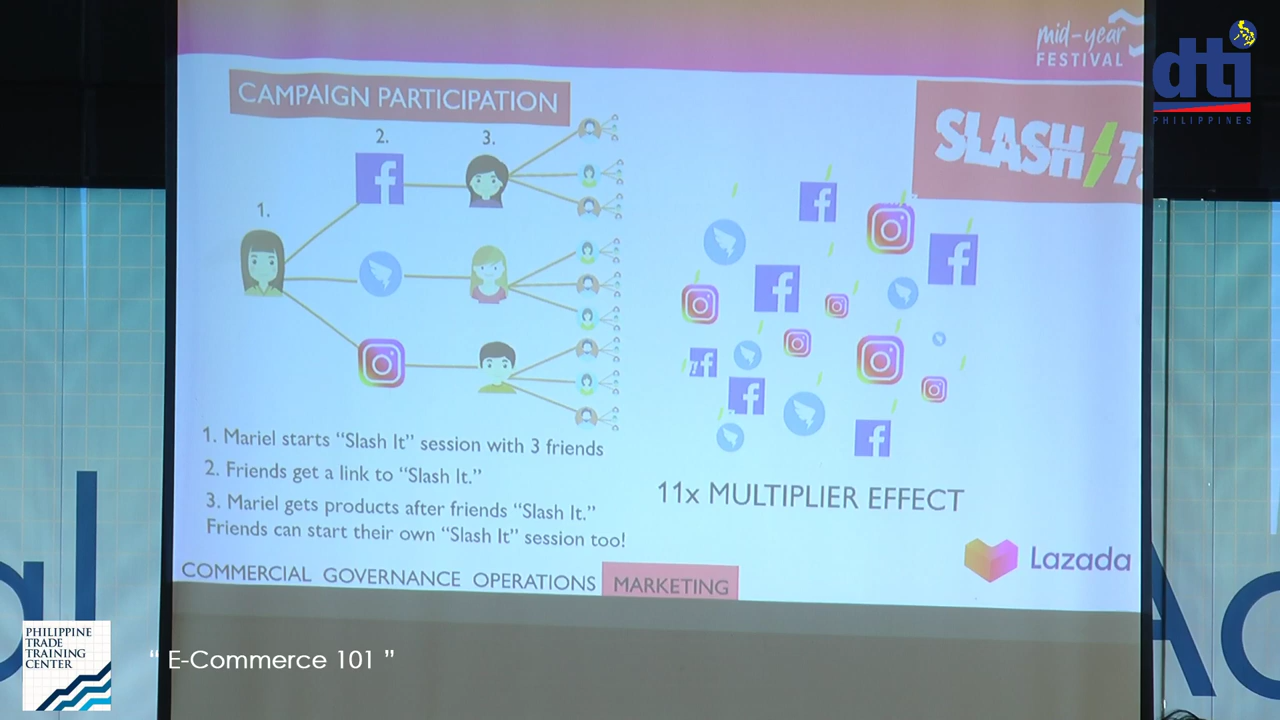 mid-year
FESTIVAL
dti
PHILIPPINES
CAMPAIGN PARTICIPATION
SLASH IT
2.
3.
1.
1. Mariel starts “Slash It” session with 3 friends
2. Friends get a link to “Slash It.”
3. Mariel gets products after friends “Slash It.”
Friends can start their own “Slash It” session too!
11x MULTIPLIER EFFECT
Lazada
COMMERCIAL GOVERNANCE OPERATIONS MARKETING
al
Ac
PHILIPPINE
TRADE
TRAINING
CENTER
“ E-Commerce 101 ”